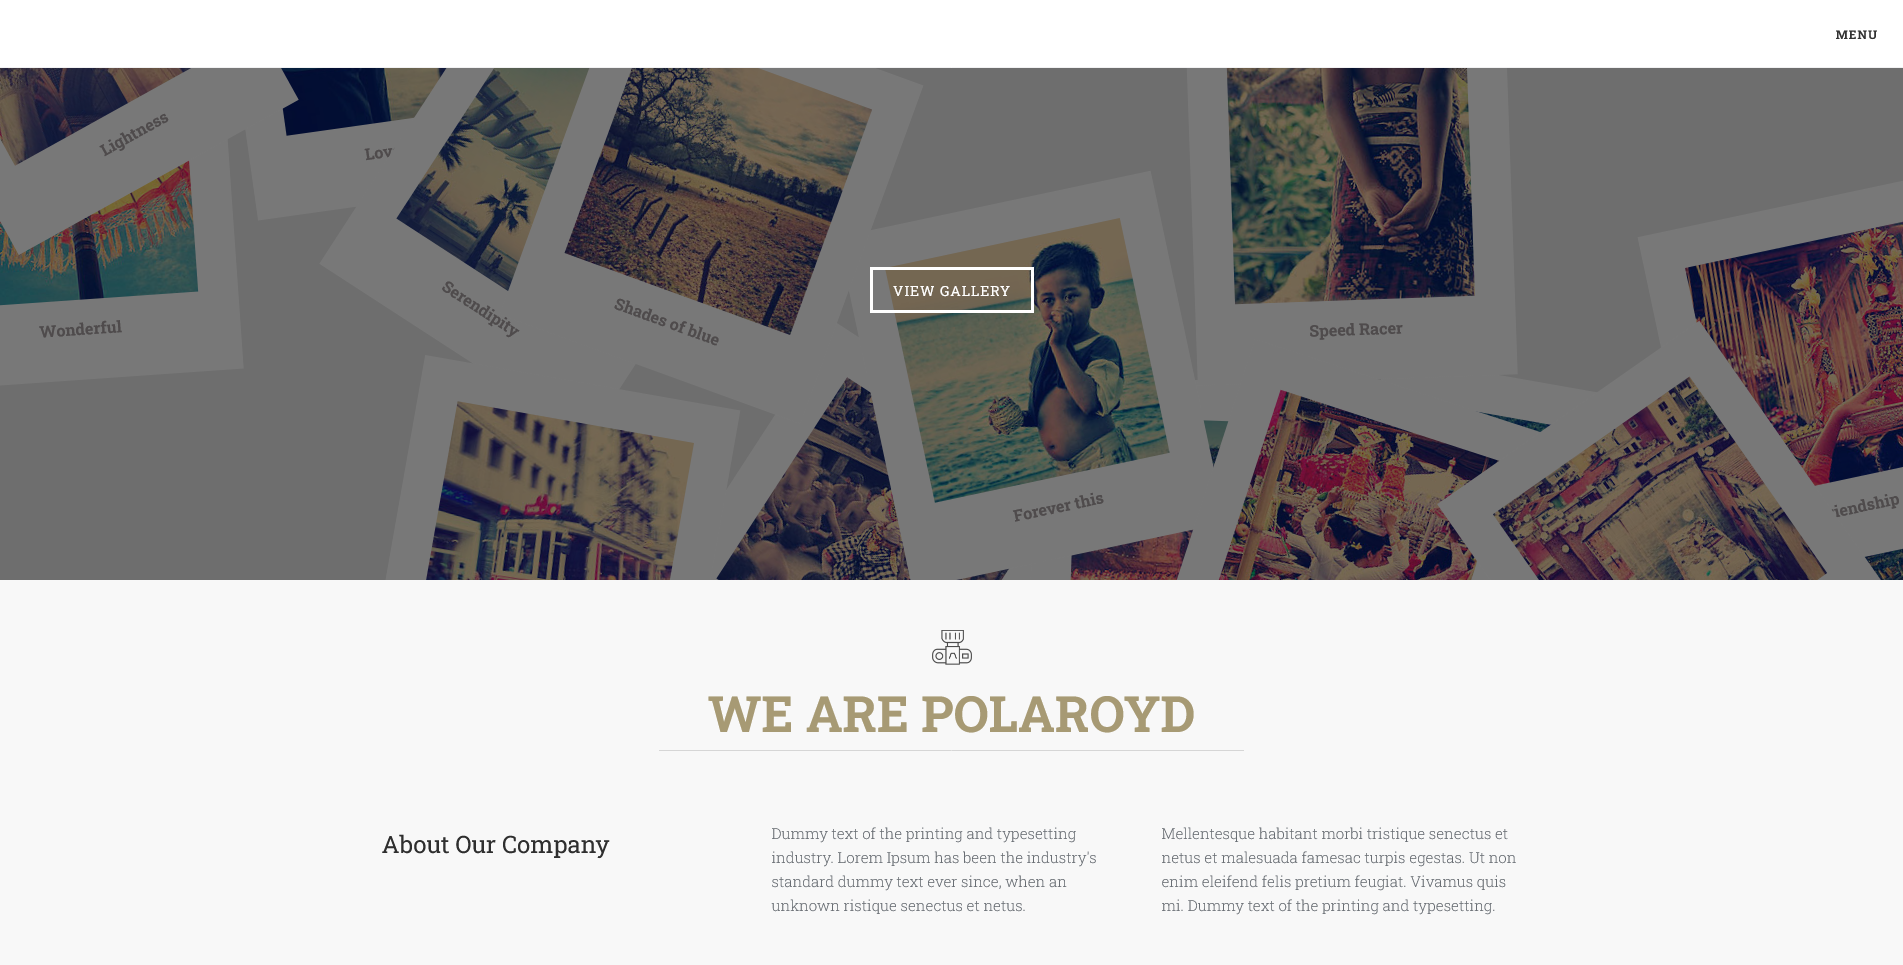 MENU
Lightness
Lov
Wonderful
Serendipity
Shades of blue
VIEW GALLERY
Speed Racer
Forever this
iendship
WE ARE POLAROYD
About Our Company
Dummy text of the printing and typesetting
industry. Lorem Ipsum has been the industry's
standard dummy text ever since, when an
unknown ristique senectus et netus.
Mellentesque habitant morbi tristique senectus et
netus et malesuada famesac turpis egestas. Ut non
enim eleifend felis pretium feugiat. Vivamus quis
mi. Dummy text of the printing and typesetting.